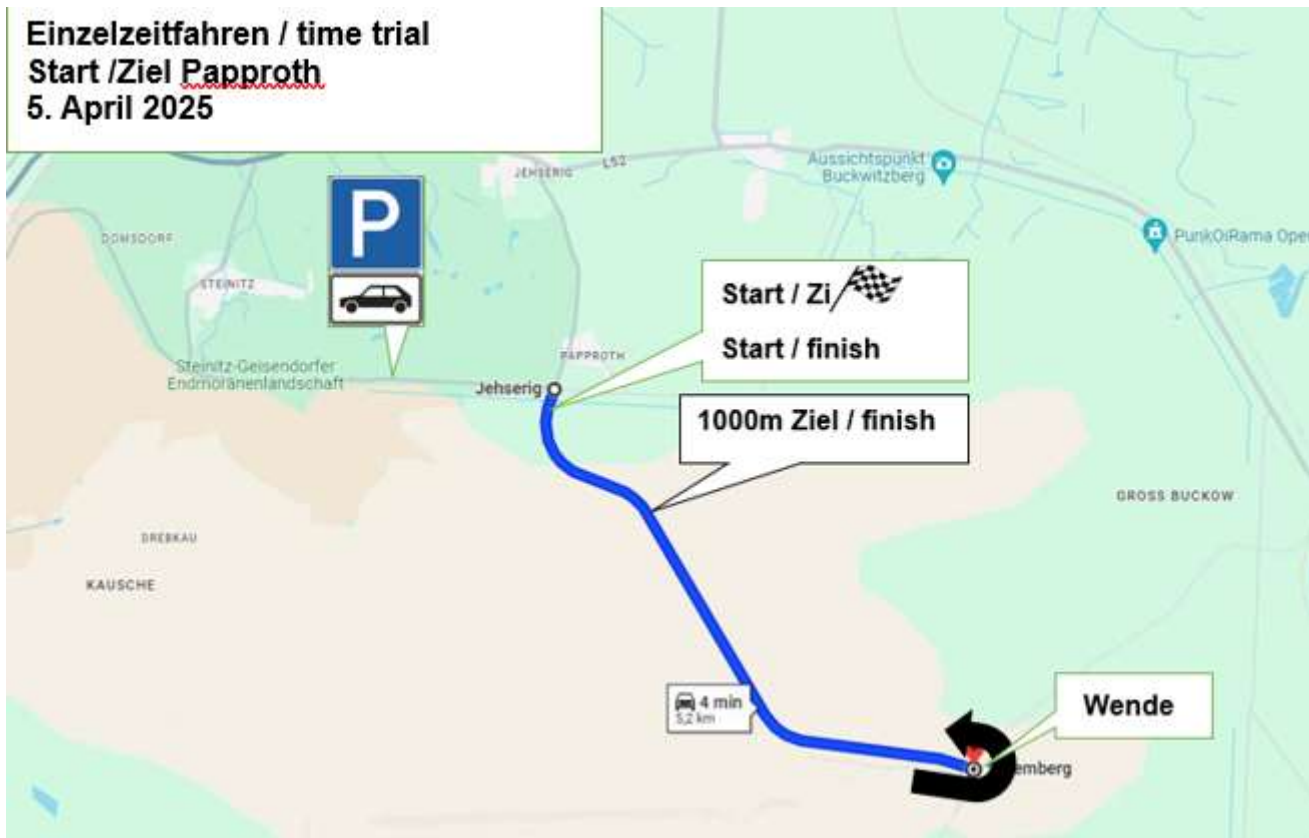 Einzelzeitfahren / time trial
Start /Ziel Papproth
5. April 2025
JEHSERIG
L52
Aussichtspunkt
Buckwitzberg
DOMSDORF
P
PunkOiRama Oper
STEINITZ
Start / Zi
Start / finish
PAPPROTH
Steinitz-Geisendorfer
Endmoränenlandschaft
Jehserig
1000m Ziel / finish
GROSS BUCKOW
DREBKAU
KAUSCHE
4 min
5,2 km
Wende
emberg